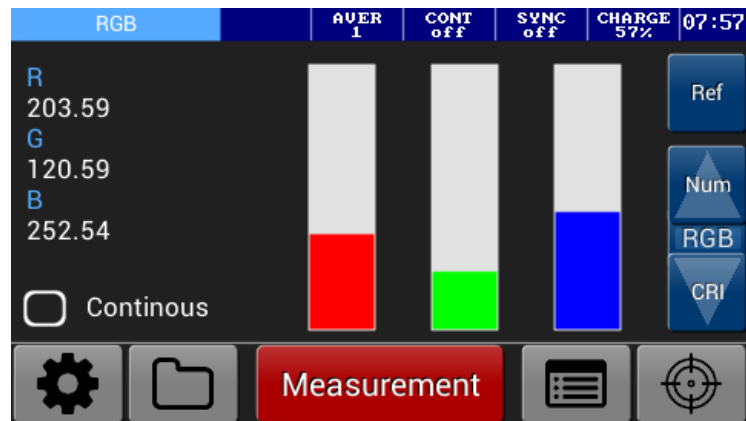 RGB
AVER
1
CONT
off
SYNC
off
CHARGE
57%
07:57
R
203.59
G
120.59
B
252.54
Continous
Ref
Num
RGB
CRI
Measurement